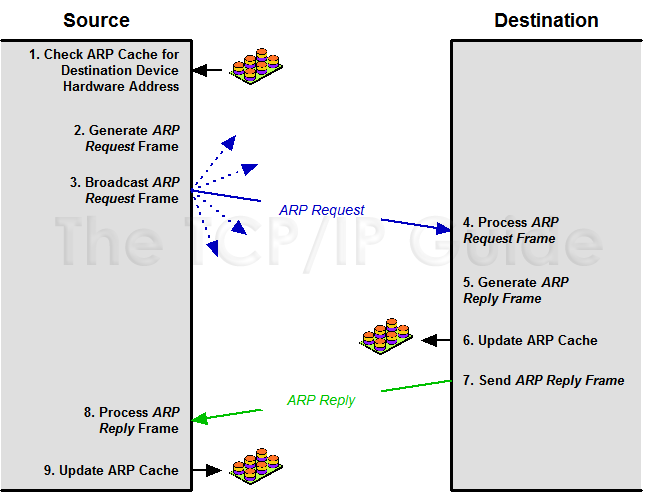 Source
Destination
1. Check ARP Cache for
Destination Device
Hardware Address
2. Generate ARP
Request Frame
3. Broadcast ARP
Request Frame
ARP Request
4. Process ARP
Request Frame
The TCP/IP Guide
5. Generate ARP
Reply Frame
6. Update ARP Cache
7. Send ARP Reply Frame
ARP Reply
8. Process ARP
Reply Frame
9. Update ARP Cache